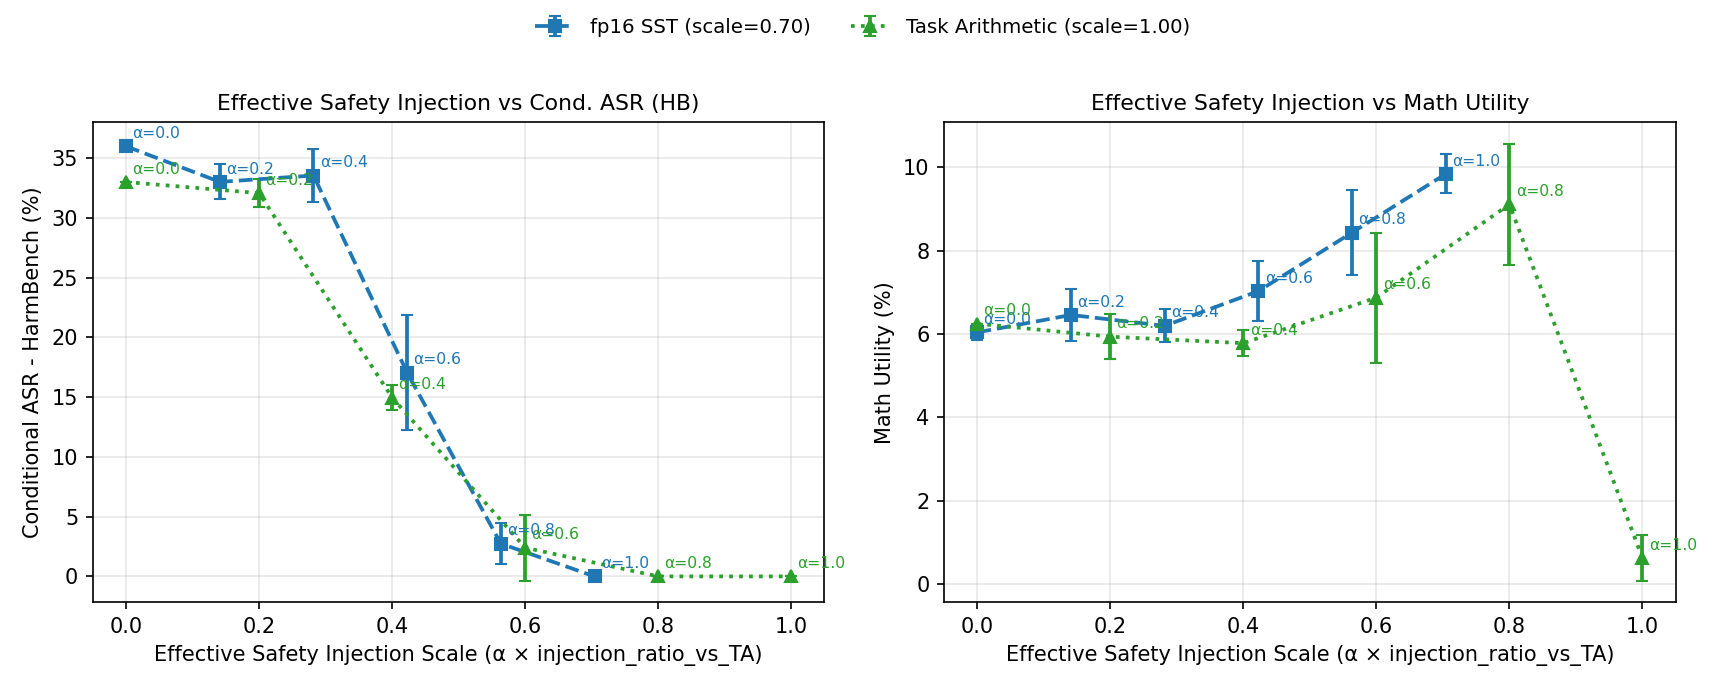 fp16 SST (scale=0.70)
Task Arithmetic (scale=1.00)
Effective Safety Injection vs Cond. ASR (HB)
Conditional ASR - HarmBench (%)
35
30
25
20
15
10
5
0
α=0.0
α=0.2
α=0.4
α=0.6
α=0.8
α=1.0
α=0.0
α=0.2
α=0.4
α=0.6
α=0.8
α=1.0
0.0
0.2
0.4
0.6
0.8
1.0
Effective Safety Injection Scale (α × injection_ratio_vs_TA)
Effective Safety Injection vs Math Utility
Math Utility (%)
10
8
6
4
2
0
α=0.0
α=0.2
α=0.4
α=0.6
α=0.8
α=1.0
α=0.0
α=0.2
α=0.4
α=0.6
α=0.8
α=1.0
0.0
0.2
0.4
0.6
0.8
1.0
Effective Safety Injection Scale (α × injection_ratio_vs_TA)